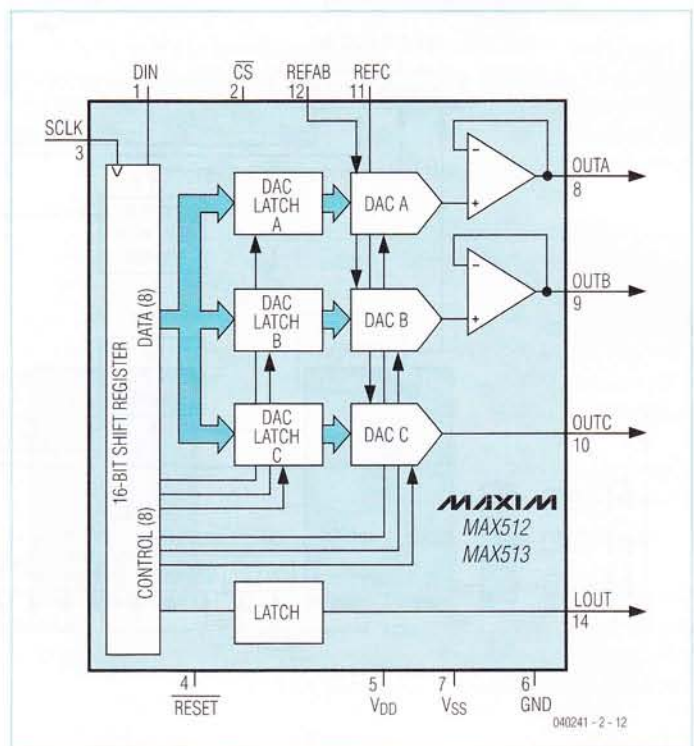 DIN
1
CS
2
REFAB
12
REFC
11
SCLK
3
16-BIT SHIFT REGISTER
DATA (8)
CONTROL (8)
DAC
LATCH
A
DAC A
-
+
OUTA
8
DAC
LATCH
B
DAC B
-
+
OUTB
9
DAC
LATCH
C
DAC C
OUTC
10
MAXIM
MAX512
MAX513
LATCH
LOUT
14
4
RESET
5
VDD
7
VSS
6
GND
040241 - 2 - 12